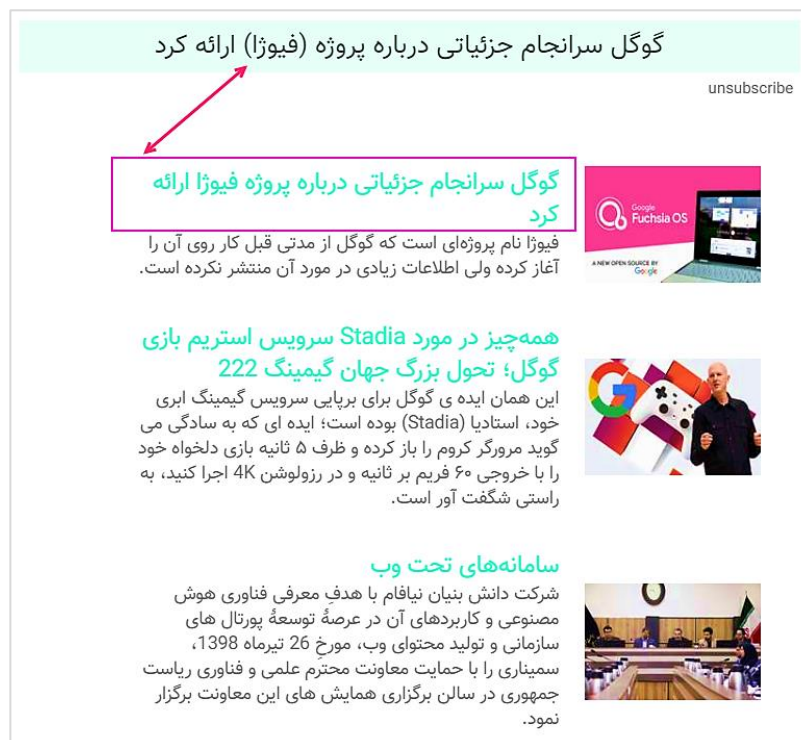 گوگل سرانجام جزئیاتی درباره پروژه (فیوژا) ارائه کرد
unsubscribe
گوگل سرانجام جزئیاتی درباره پروژه فیوژا ارائه
کرد
فیوژا نام پروژه‌ای است که گوگل از مدتی قبل کار روی آن را
آغاز کرده ولی اطلاعات زیادی در مورد آن منتشر نکرده است.
Google
Fuchsia OS
A NEW OPEN SOURCE BY
Google
همه‌چیز در مورد Stadia سرویس استریم بازی
گوگل؛ تحول بزرگ جهان گیمینگ 222
این همان ایده ی گوگل برای برپایی سرویس گیمینگ ابری
خود، استادیا (Stadia) بوده است؛ ایده ای که به سادگی می
گوید مرورگر کروم را باز کرده و ظرف ۵ ثانیه بازی دلخواه خود
را با خروجی ۶۰ فریم بر ثانیه و در رزولوشن 4K اجرا کنید، به
راستی شگفت آور است.
سامانه‌های تحت وب
شرکت دانش بنیان نیافام با هدفِ معرفی فناوری هوش
مصنوعی و کاربردهای آن در عرصهٔ توسعهٔ پورتال های
سازمانی و تولید محتوای وب، مورخِ 26 تیرماه 1398،
سمیناری را با حمایت معاونت محترم علمی و فناوری ریاست
جمهوری در سالن برگزاری همایش های این معاونت برگزار
نمود.